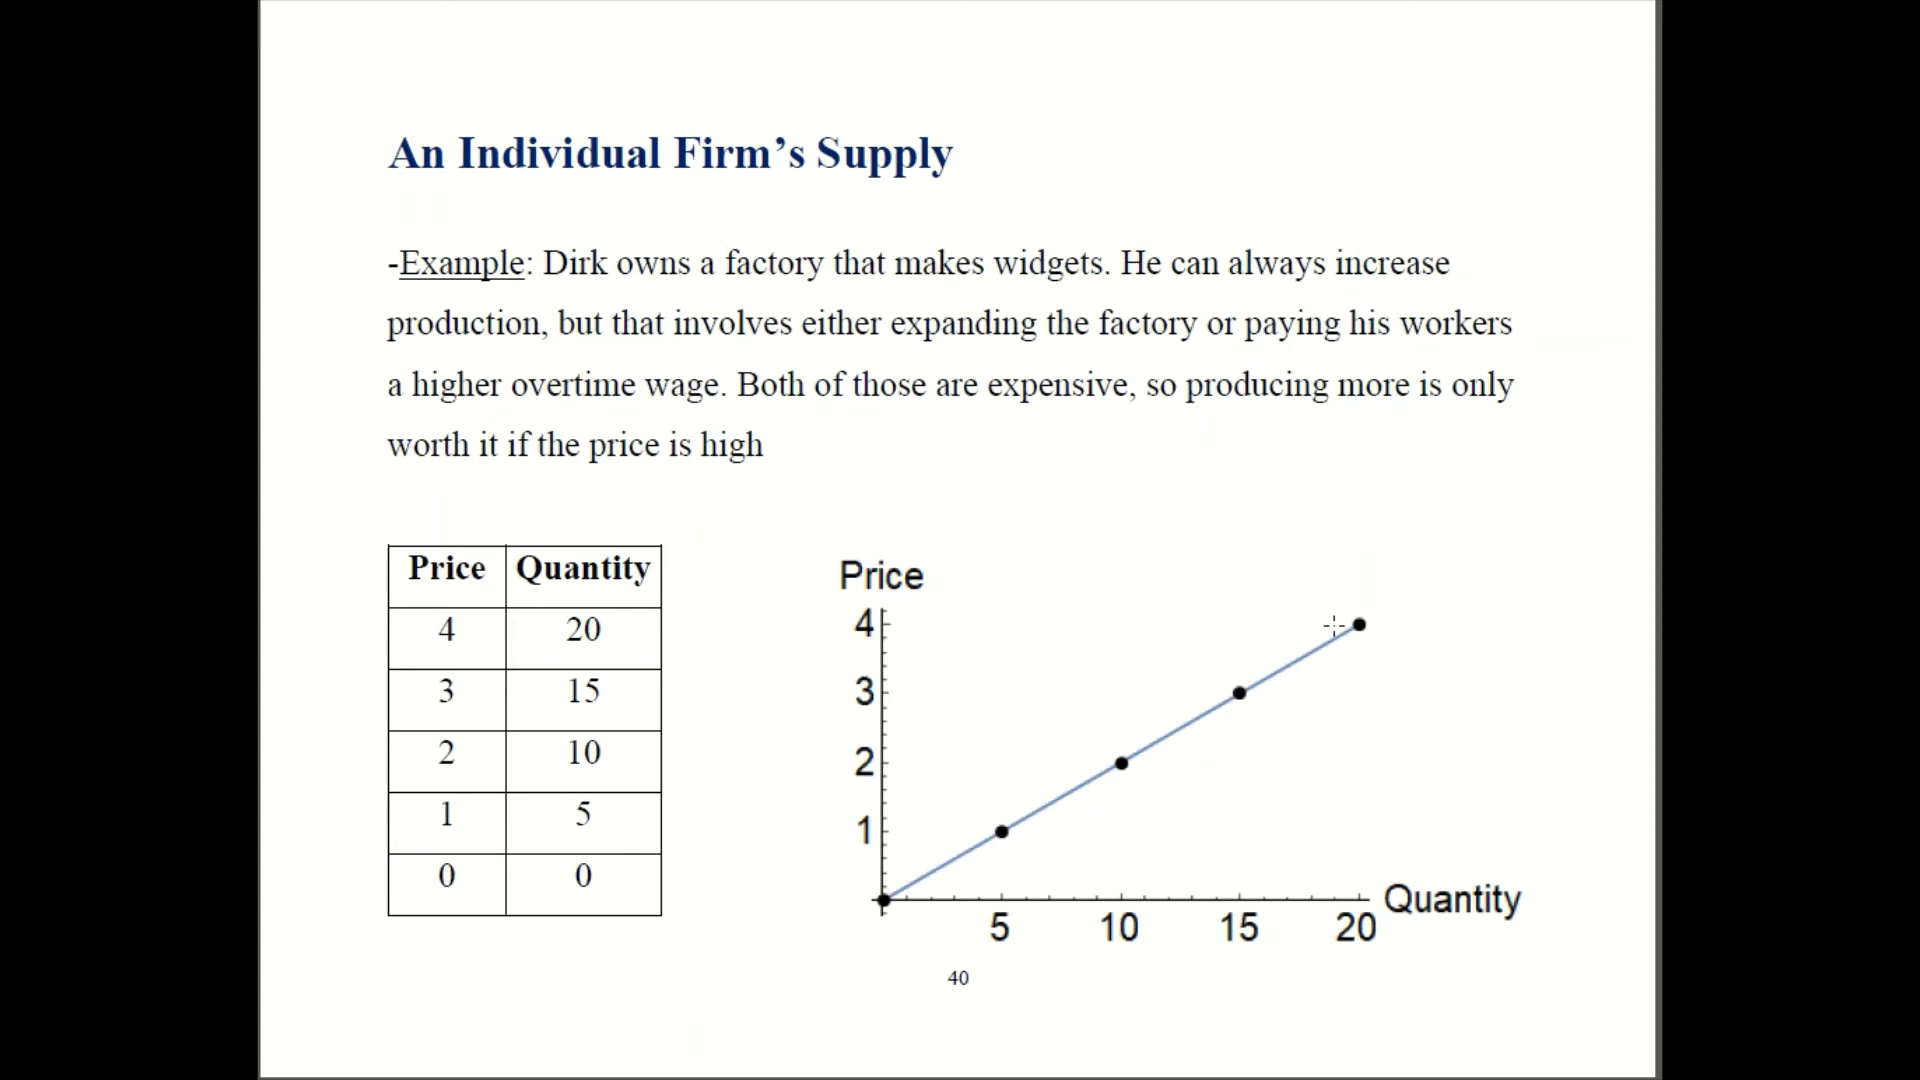 An Individual Firm’s Supply
-Example: Dirk owns a factory that makes widgets. He can always increase
production, but that involves either expanding the factory or paying his workers
a higher overtime wage. Both of those are expensive, so producing more is only
worth it if the price is high
Price Quantity
4 20
3 15
2 10
1 5
0 0
Price
4
3
2
1
Quantity
5 10 15 20
40